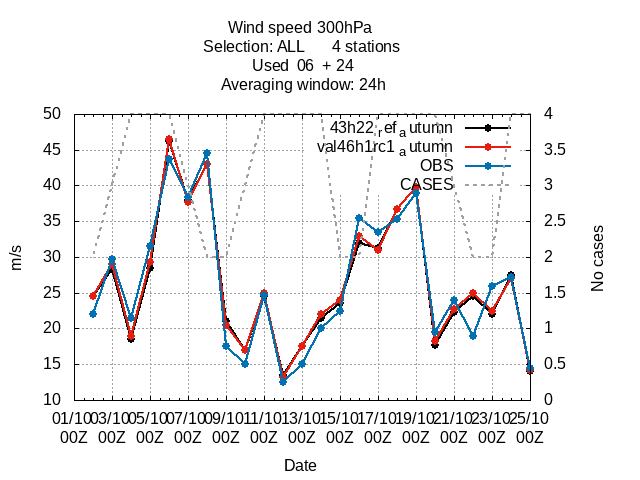 Wind speed 300hPa
Selection: ALL 4 stations
Used 06 + 24
Averaging window: 24h
50 4
43h22_ref_autumn
val46h1rc1_autumn
OBS
CASES
45 3.5
40 3
35 2.5
30 2
25 1.5
20 1
15 0.5
10 0
m/s
No cases
01/10 03/10 05/10 07/10 09/10 11/10 13/10 15/10 17/10 19/10 21/10 23/10 25/10
00Z 00Z 00Z 00Z 00Z 00Z 00Z 00Z 00Z 00Z 00Z 00Z 00Z
Date